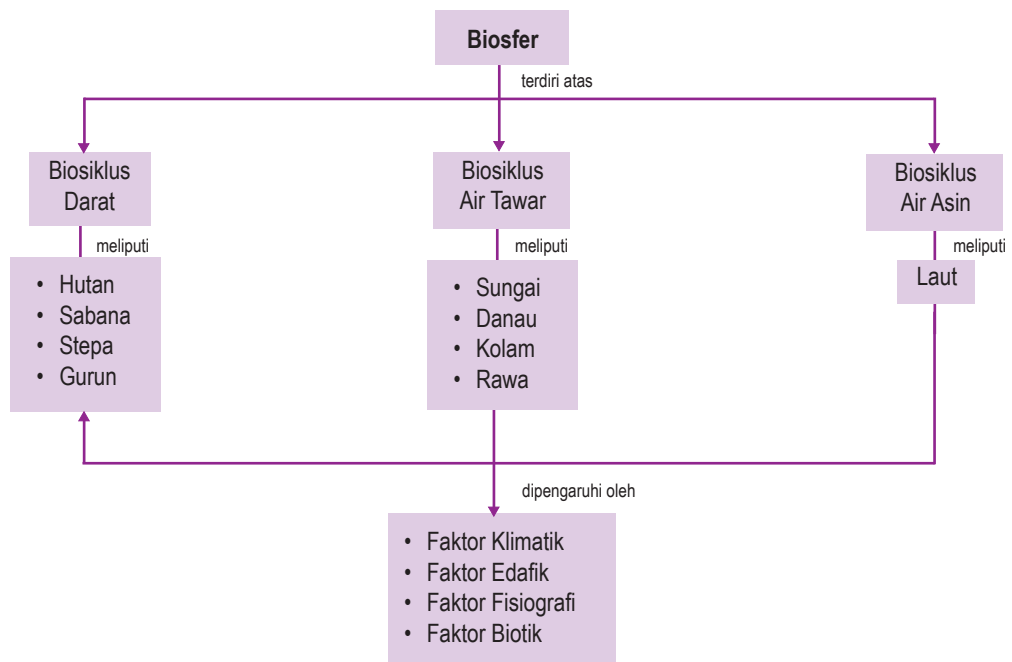 Biosfer
terdiri atas
Biosiklus
Darat
Biosiklus
Air Tawar
Biosiklus
Air Asin
meliputi
meliputi
meliputi
• Hutan
• Sabana
• Stepa
• Gurun
• Sungai
• Danau
• Kolam
• Rawa
Laut
dipengaruhi oleh
• Faktor Klimatik
• Faktor Edafik
• Faktor Fisiografi
• Faktor Biotik